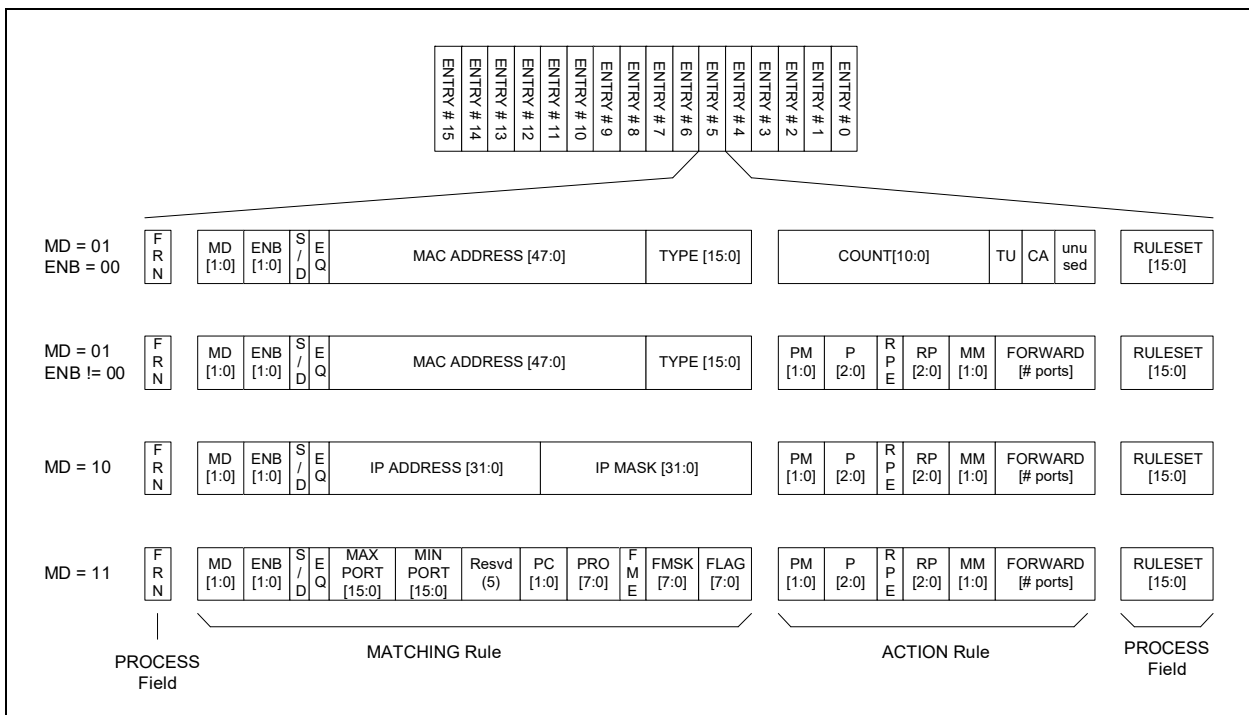 ENTRY # 15 ENTRY # 14 ENTRY # 13 ENTRY # 12 ENTRY # 11 ENTRY # 10 ENTRY # 9 ENTRY # 8 ENTRY # 7 ENTRY # 6 ENTRY # 5 ENTRY # 4 ENTRY # 3 ENTRY # 2 ENTRY # 1 ENTRY # 0
MD = 01
ENB = 00
FRN
MD [1:0]
ENB [1:0]
S/D
EQ
MAC ADDRESS [47:0]
TYPE [15:0]
COUNT[10:0]
TU
CA
unu
sed
RULESET
[15:0]
MD = 01
ENB != 00
FRN
MD [1:0]
ENB [1:0]
S/D
EQ
MAC ADDRESS [47:0]
TYPE [15:0]
PM [1:0]
P [2:0]
RPE
RP [2:0]
MM [1:0]
FORWARD
[# ports]
RULESET
[15:0]
MD = 10
FRN
MD [1:0]
ENB [1:0]
S/D
EQ
IP ADDRESS [31:0]
IP MASK [31:0]
PM [1:0]
P [2:0]
RPE
RP [2:0]
MM [1:0]
FORWARD
[# ports]
RULESET
[15:0]
MD = 11
FRN
MD [1:0]
ENB [1:0]
S/D
EQ
MAX
PORT
[15:0]
MIN
PORT
[15:0]
Resvd
(5)
PC [1:0]
PRO [7:0]
FME
FMSK [7:0]
FLAG [7:0]
PM [1:0]
P [2:0]
RPE
RP [2:0]
MM [1:0]
FORWARD
[# ports]
RULESET
[15:0]
PROCESS
Field
MATCHING Rule
ACTION Rule
PROCESS
Field